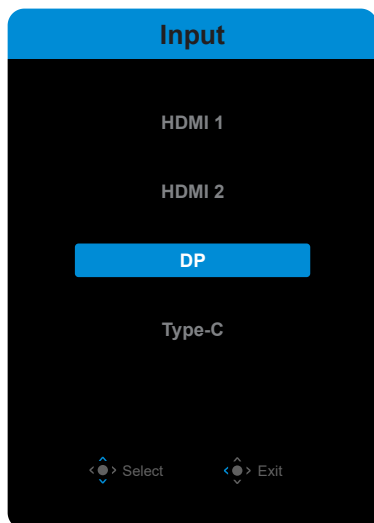 Input
HDMI 1
HDMI 2
DP
Type-C
Select Exit